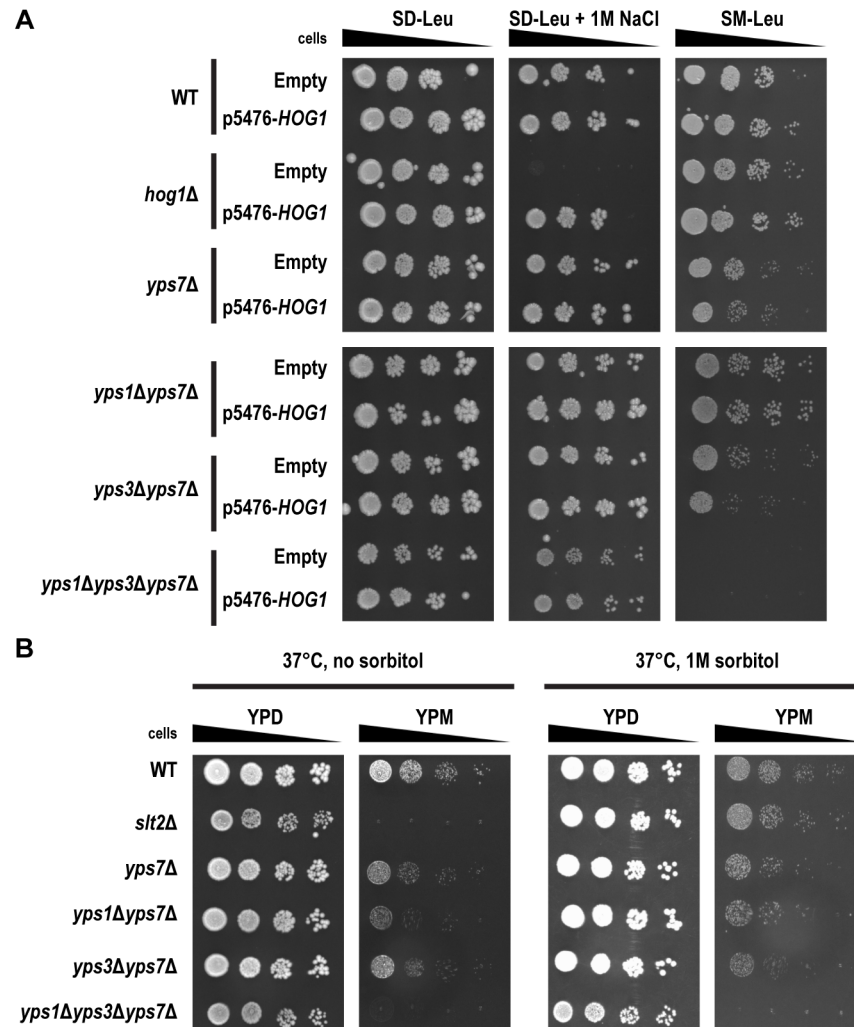 A
SD-Leu SD-Leu + 1M NaCl SM-Leu
cells
WT
Empty
p5476-HOG1
hog1Δ
Empty
p5476-HOG1
yps7Δ
Empty
p5476-HOG1
yps1Δyps7Δ
Empty
p5476-HOG1
yps3Δyps7Δ
Empty
p5476-HOG1
yps1Δyps3Δyps7Δ
Empty
p5476-HOG1
B
37°C, no sorbitol 37°C, 1M sorbitol
YPD YPM YPD YPM
cells
WT
slt2Δ
yps7Δ
yps1Δyps7Δ
yps3Δyps7Δ
yps1Δyps3Δyps7Δ